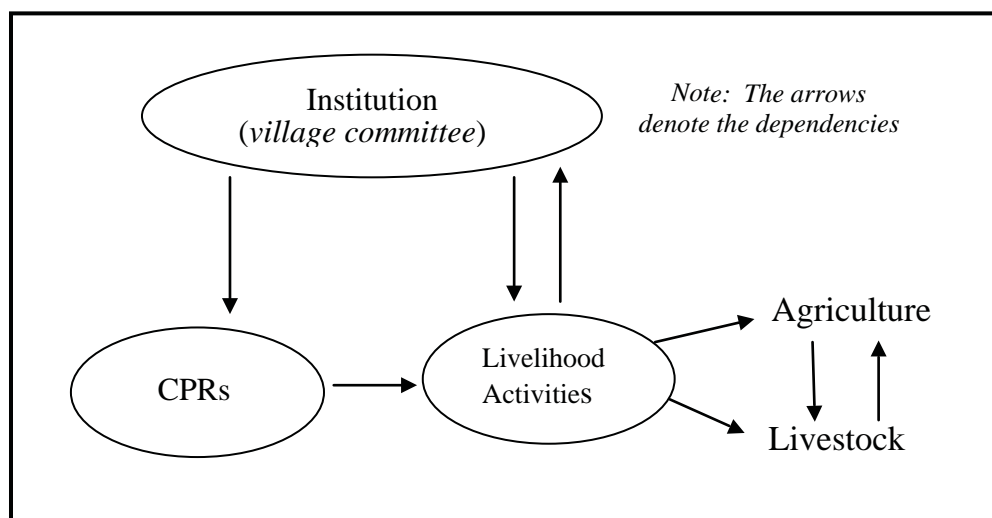 Institution
(village committee)
Note: The arrows
denote the dependencies
Agriculture
Livelihood
Activities
CPRs
Livestock